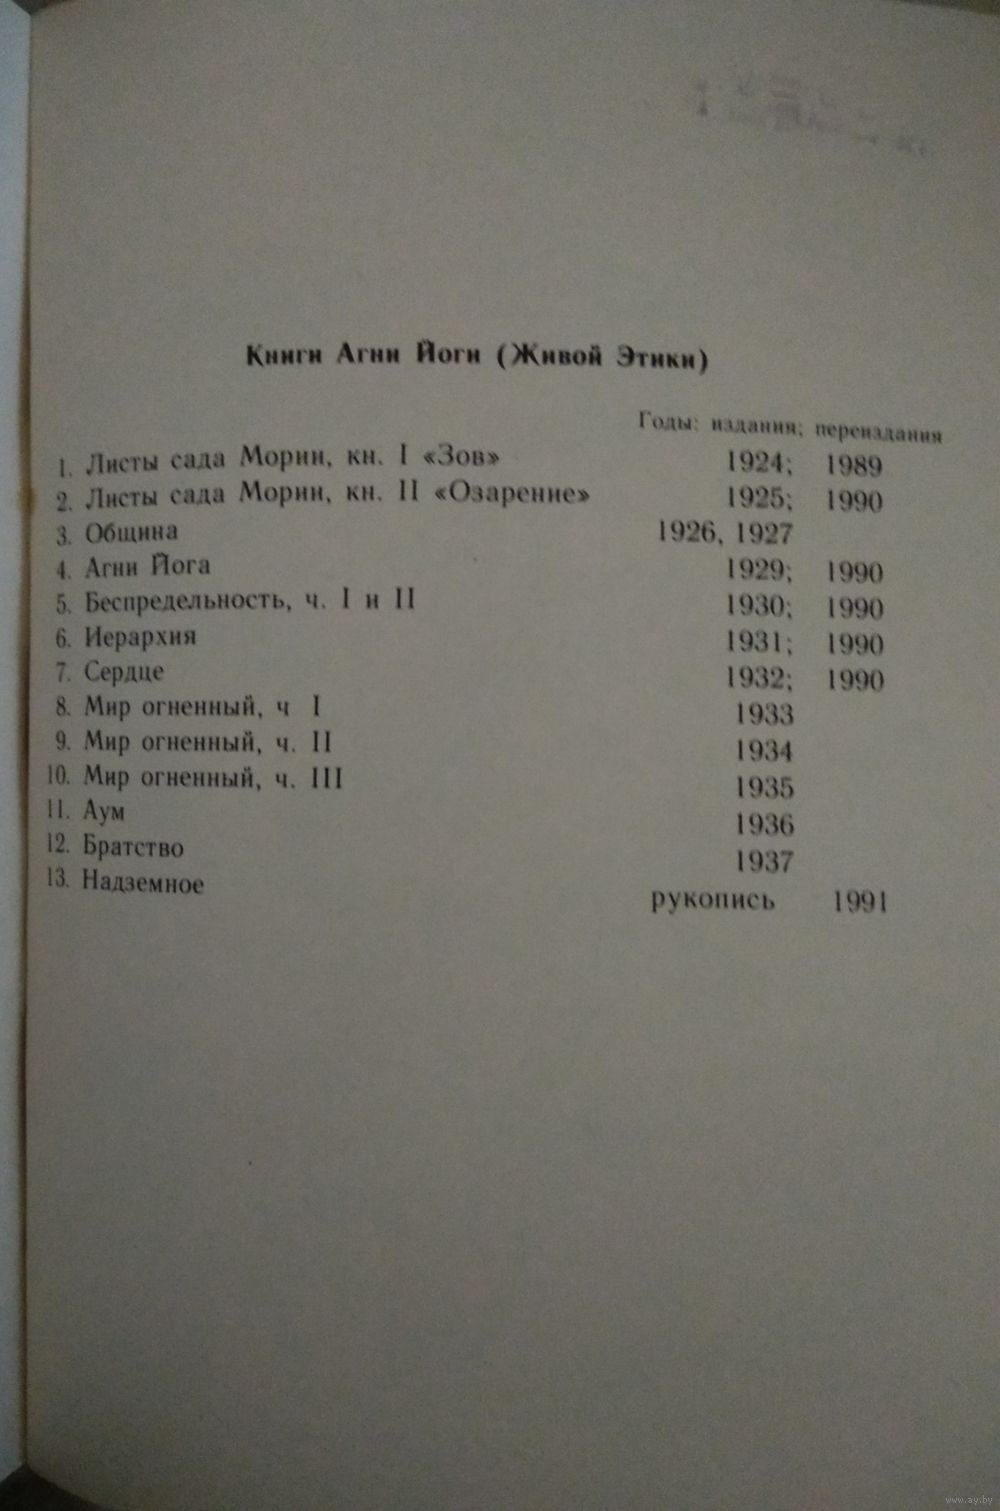 Книги Агни Йоги (Живой Этики)
Годы: издания; переиздания
1. Листы сада Мории, кн. I «Зов» 1924; 1989
2. Листы сада Мории, кн. II «Озарение» 1925; 1990
3. Община 1926, 1927
4. Агни Йога 1929; 1990
5. Беспредельность, ч. I и II 1930; 1990
6. Иерархия 1931; 1990
7. Сердце 1932; 1990
8. Мир огненный, ч I 1933
9. Мир огненный, ч. II 1934
10. Мир огненный, ч. III 1935
11. Аум 1936
12. Братство 1937
13. Надземное рукопись 1991
www.ay.by